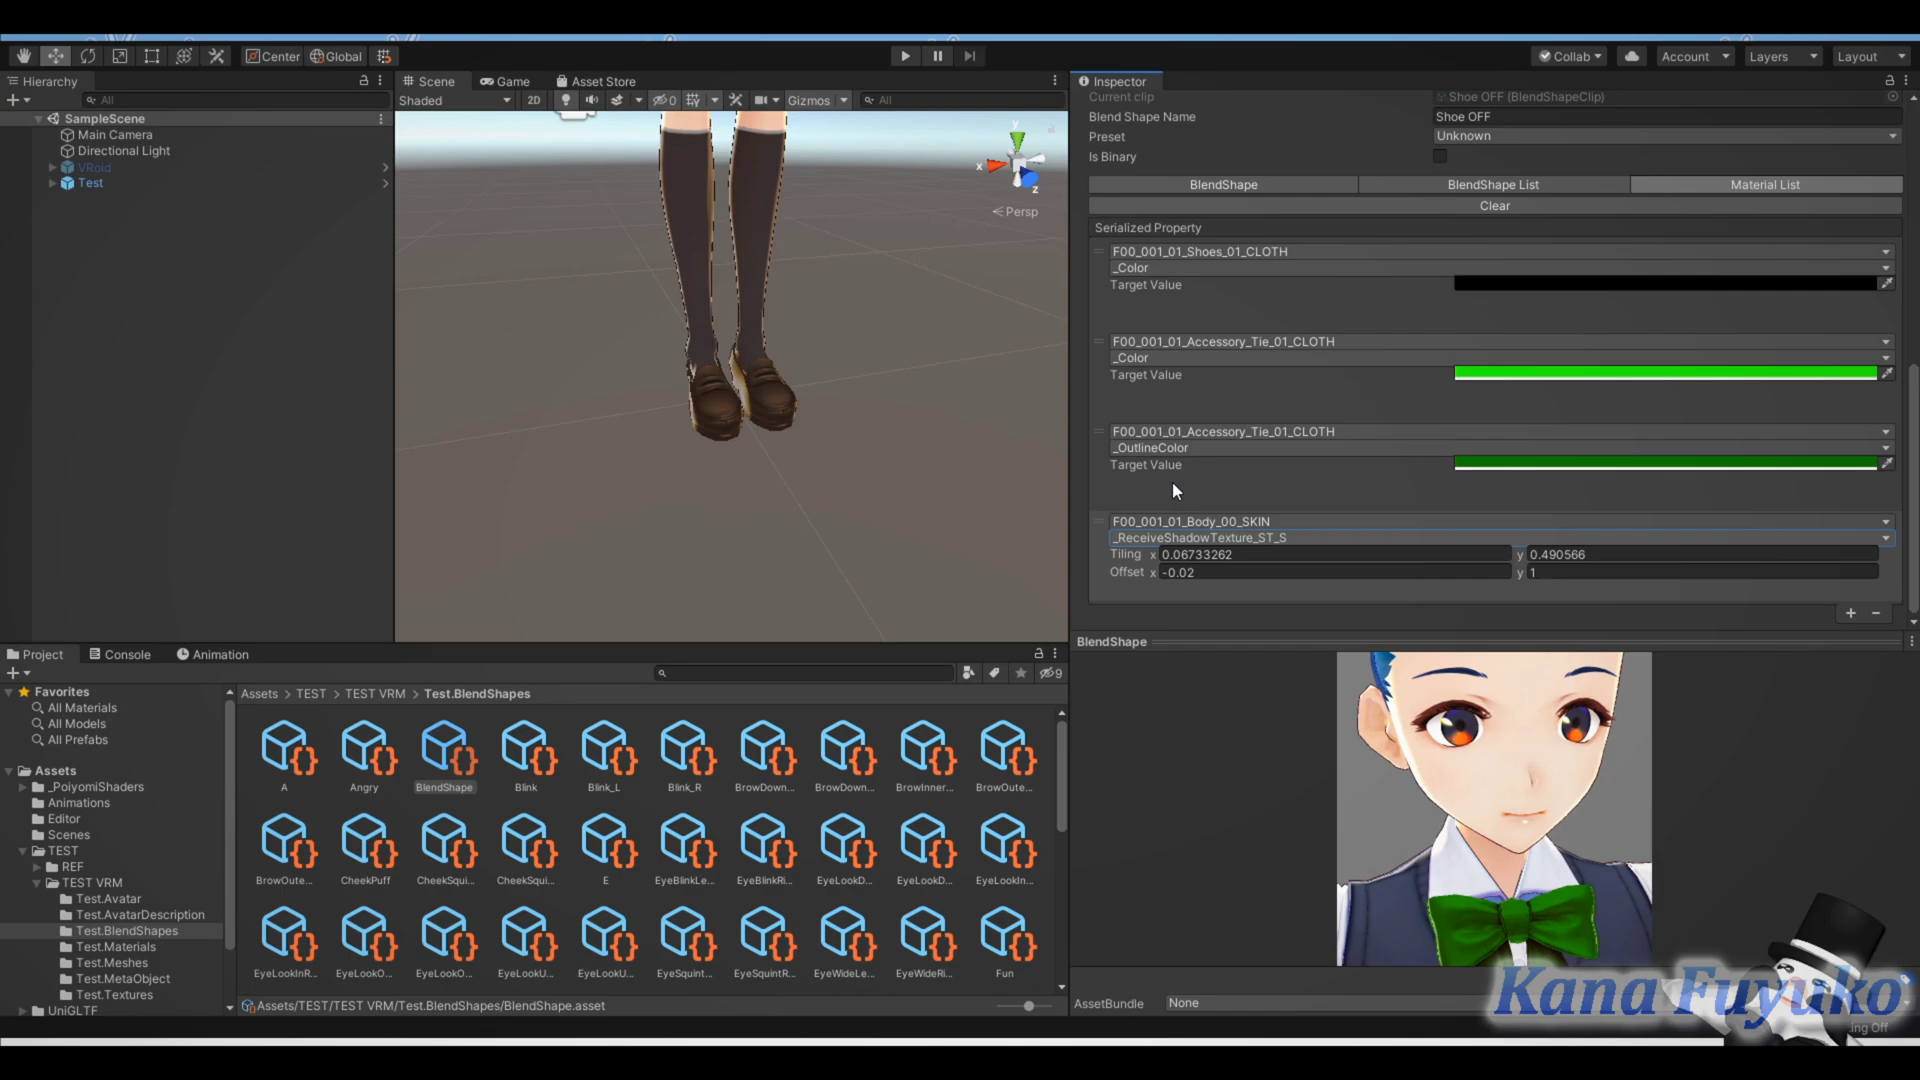 Center
Global
Collab
Account
Layers
Layout
Hierarchy
All
SampleScene
Main Camera
Directional Light
VRoid
Test
Scene
Game
Asset Store
Shaded
2D
0
Gizmos
All
y
x
z
Persp
Inspector
Current clip
Shoe OFF (BlendShapeClip)
Blend Shape Name
Shoe OFF
Preset
Unknown
Is Binary
BlendShape
BlendShape List
Material List
Clear
Serialized Property
F00_001_01_Shoes_01_CLOTH
_Color
Target Value
F00_001_01_Accessory_Tie_01_CLOTH
_Color
Target Value
F00_001_01_Accessory_Tie_01_CLOTH
_OutlineColor
Target Value
F00_001_01_Body_00_SKIN
_ReceiveShadowTexture_ST_S
Tiling x 0.06733262 y 0.490566
Offset x -0.02 y 1
Project
Console
Animation
9
Favorites
All Materials
All Models
All Prefabs
Assets
_PoiyomiShaders
Animations
Editor
Scenes
TEST
REF
TEST VRM
Test.Avatar
Test.AvatarDescription
Test.BlendShapes
Test.Materials
Test.Meshes
Test.MetaObject
Test.Textures
UniGLTF
Assets > TEST > TEST VRM > Test.BlendShapes
A
Angry
BlendShape
Blink
Blink_L
Blink_R
BrowDown...
BrowDown...
BrowInner...
BrowOute...
BrowOute...
CheekPuff
CheekSqui...
CheekSqui...
E
EyeBlinkLe...
EyeBlinkRi...
EyeLookD...
EyeLookD...
EyeLookIn...
EyeLookInR...
EyeLookO...
EyeLookO...
EyeLookU...
EyeLookU...
EyeSquint...
EyeSquintR...
EyeWideLe...
EyeWideRi...
Fun
Assets/TEST/TEST VRM/Test.BlendShapes/BlendShape.asset
BlendShape
AssetBundle
None
Kana Fuyuko
ing Off